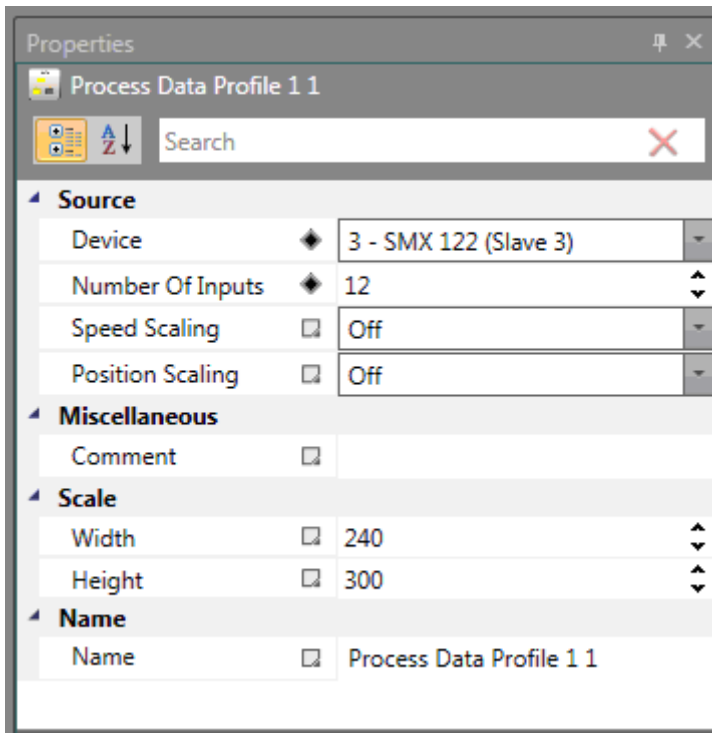 Properties
Process Data Profile 1 1
A
Z
Search
Source
Device 3 - SMX 122 (Slave 3)
Number Of Inputs 12
Speed Scaling Off
Position Scaling Off
Miscellaneous
Comment
Scale
Width 240
Height 300
Name
Name Process Data Profile 1 1